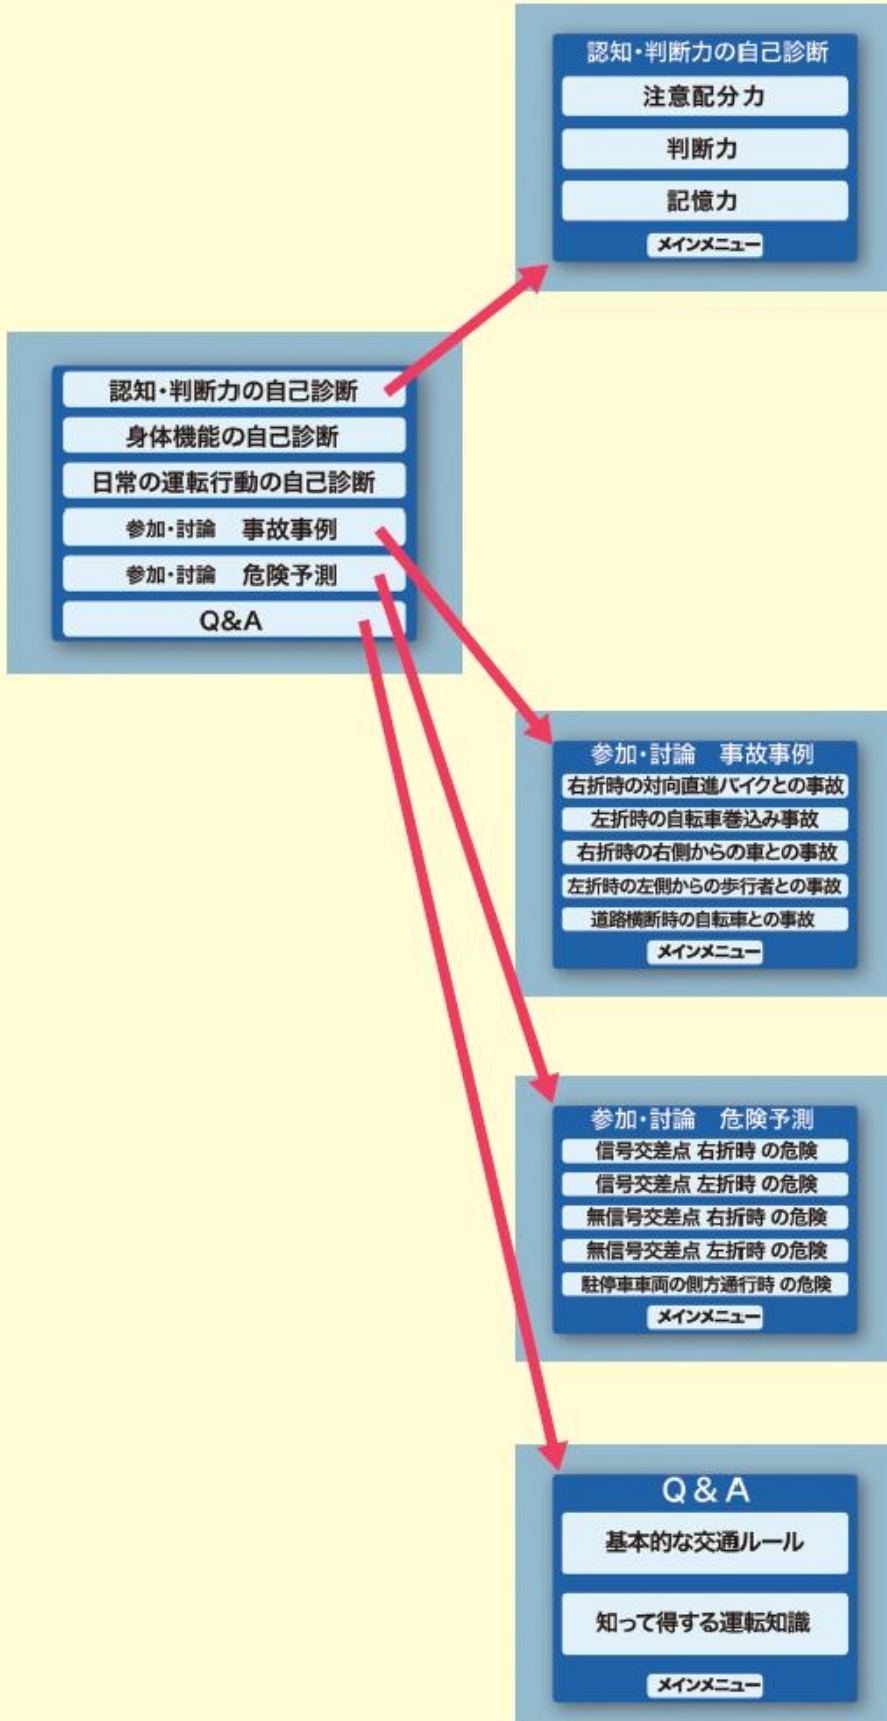 認知・判断力の自己診断
注意配分力
判断力
記憶力
メインメニュー
認知・判断力の自己診断
身体機能の自己診断
日常の運転行動の自己診断
参加・討論　事故事例
参加・討論　危険予測
Q&A
参加・討論　事故事例
右折時の対向直進バイクとの事故
左折時の自転車巻込み事故
右折時の右側からの車との事故
左折時の左側からの歩行者との事故
道路横断時の自転車との事故
メインメニュー
参加・討論　危険予測
信号交差点 右折時 の危険
信号交差点 左折時 の危険
無信号交差点 右折時 の危険
無信号交差点 左折時 の危険
駐停車車両の側方通行時 の危険
メインメニュー
Q & A
基本的な交通ルール
知って得する運転知識
メインメニュー